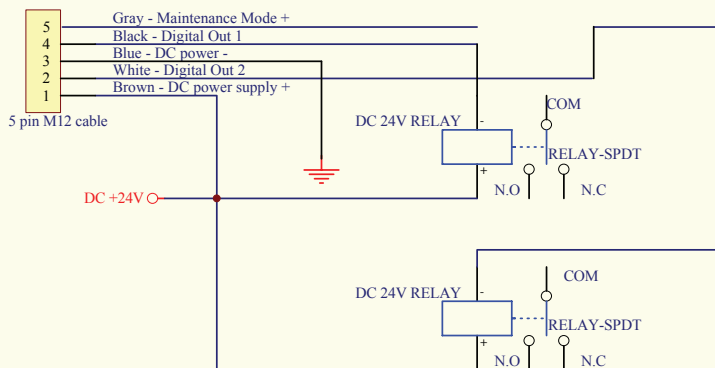 5 Gray - Maintenance Mode +
4 Black - Digital Out 1
3 Blue - DC power -
2 White - Digital Out 2
1 Brown - DC power supply +
5 pin M12 cable
COM
DC 24V RELAY -
RELAY-SPDT
+
N.O N.C
DC +24V
COM
DC 24V RELAY -
RELAY-SPDT
+
N.O N.C